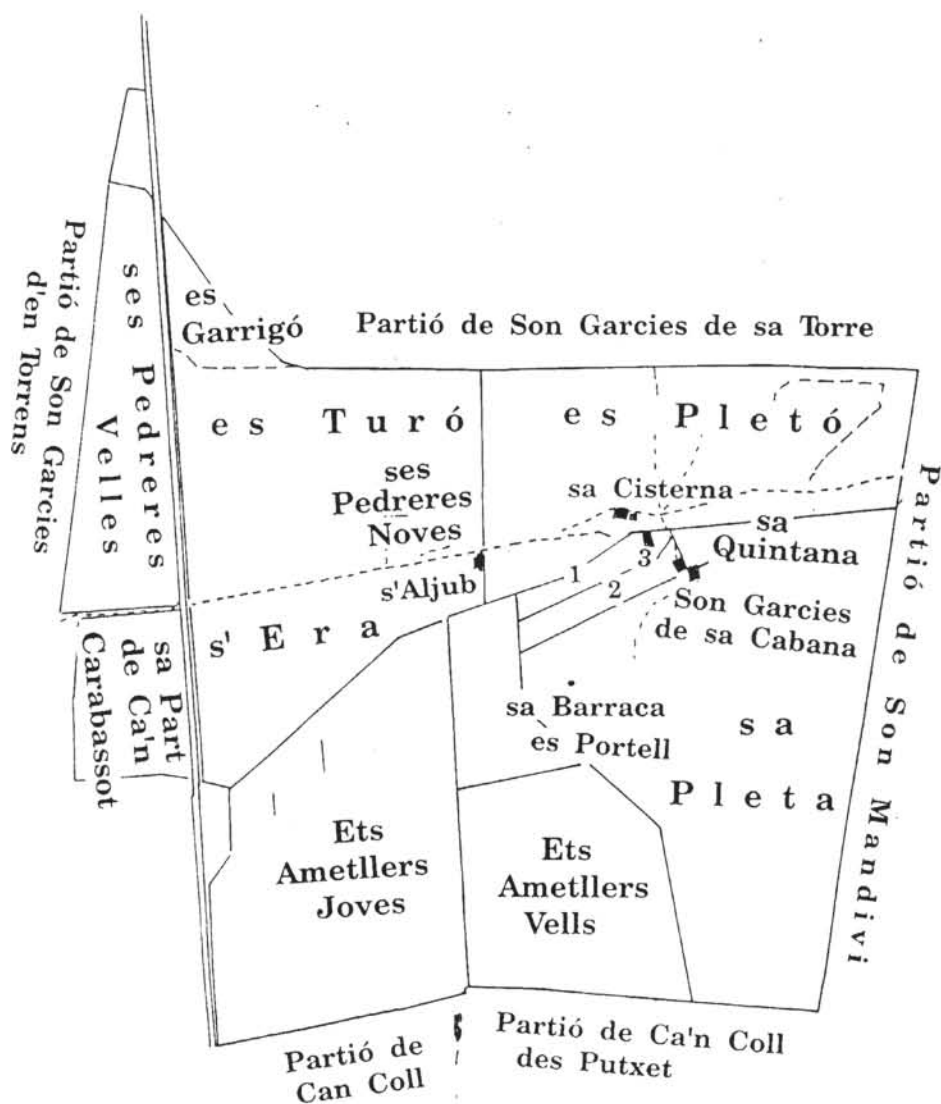 Partió de Son Garcies
d'en Torrens
ses Pedreres
Velles
es
Garrigó
Partió de Son Garcies de sa Torre
es Turó
es Pletó
ses
Pedreres
Noves
sa Cisterna
sa
Quintana
s'Aljub
1
3
2
Son Garcies
de sa Cabana
s'Era
sa Part
de Ca'n
Carabassot
sa Barraca
es Portell
sa
Pleta
Partió de Son Mandivi
Ets
Ametllers
Joves
Ets
Ametllers
Vells
Partió de
Can Coll
Partió de Ca'n Coll
des Putxet